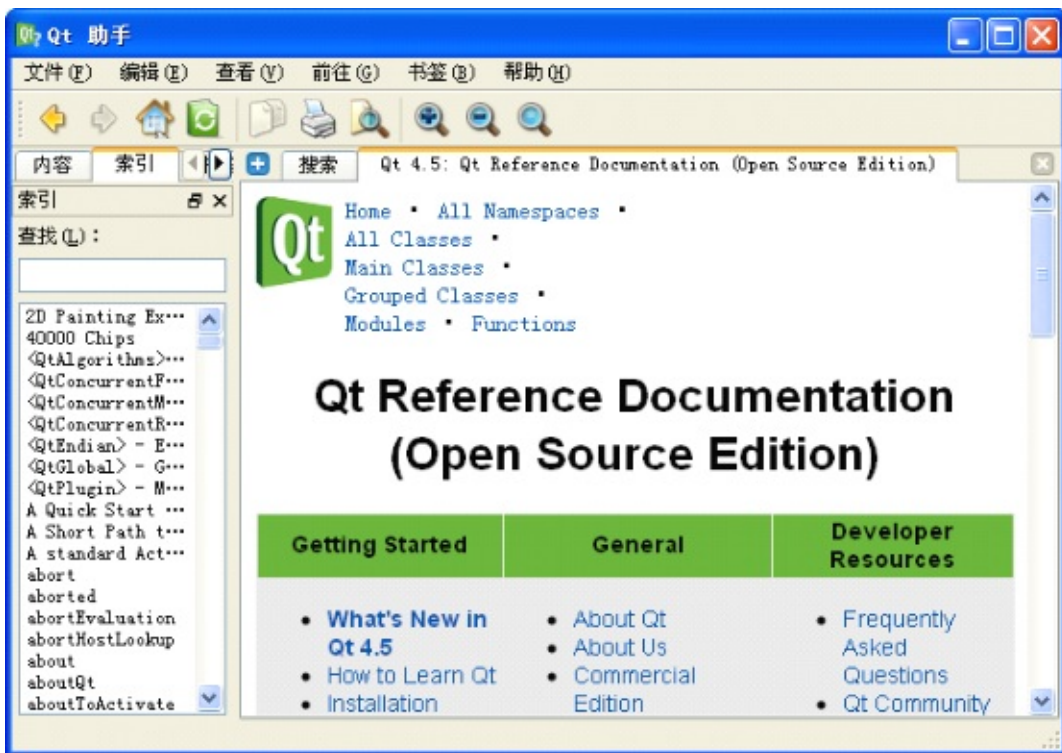 Qt 助手
文件(F) 编辑(E) 查看(V) 前往(G) 书签(B) 帮助(H)
内容 索引 搜索 Qt 4.5: Qt Reference Documentation (Open Source Edition)
索引
查找(L):
2D Painting Ex…
40000 Chips
<QtAlgorithms>…
<QtConcurrentF…
<QtConcurrentM…
<QtConcurrentR…
<QtEndian> - E…
<QtGlobal> - G…
<QtPlugin> - M…
A Quick Start …
A Short Path t…
A standard Act…
abort
aborted
abortEvaluation
abortHostLookup
about
aboutQt
aboutToActivate
Qt
Home · All Namespaces ·
All Classes ·
Main Classes ·
Grouped Classes ·
Modules · Functions
Qt Reference Documentation
(Open Source Edition)
Getting Started
General
Developer
Resources
• What's New in
Qt 4.5
• How to Learn Qt
• Installation
• About Qt
• About Us
• Commercial
Edition
• Frequently
Asked
Questions
• Qt Community